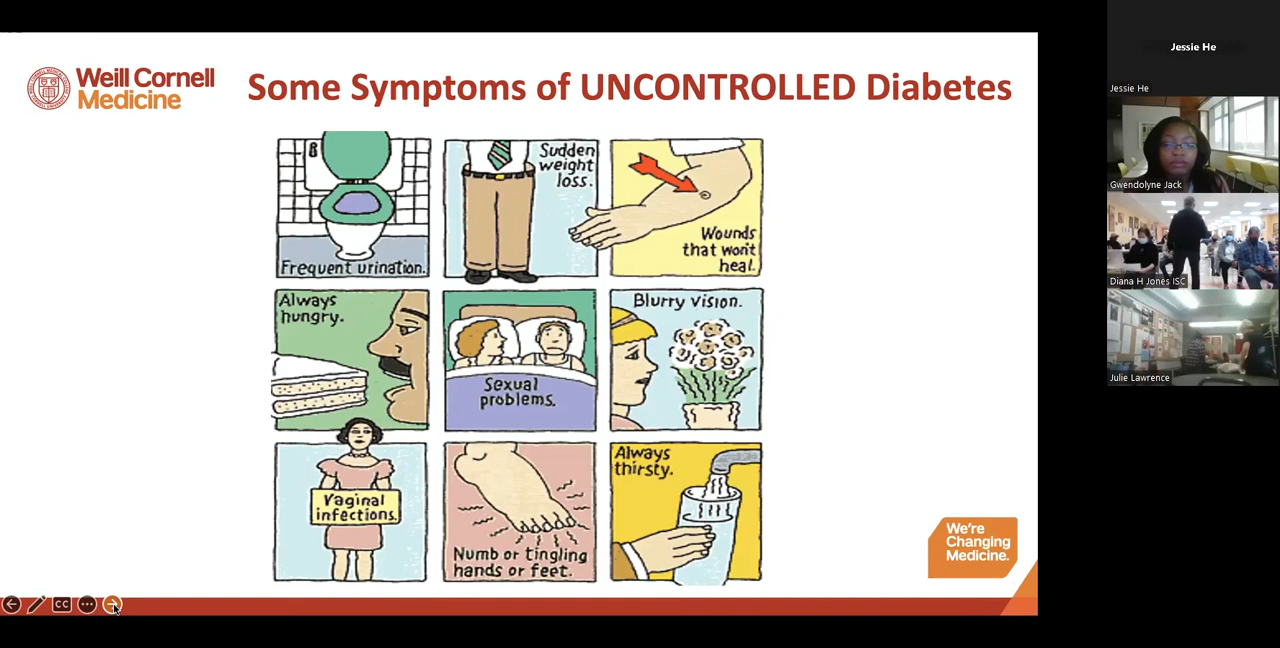 Weill Cornell
Medicine
Some Symptoms of UNCONTROLLED Diabetes
Frequent urination.
Sudden
weight
loss.
Wounds
that won't
heal.
Always
hungry.
Sexual
problems.
Blurry vision.
Vaginal
infections.
Numb or tingling
hands or feet.
Always
thirsty.
We're
Changing
Medicine.
CC
Jessie He
Jessie He
Gwendolyne Jack
Diana H Jones ISC
Julie Lawrence